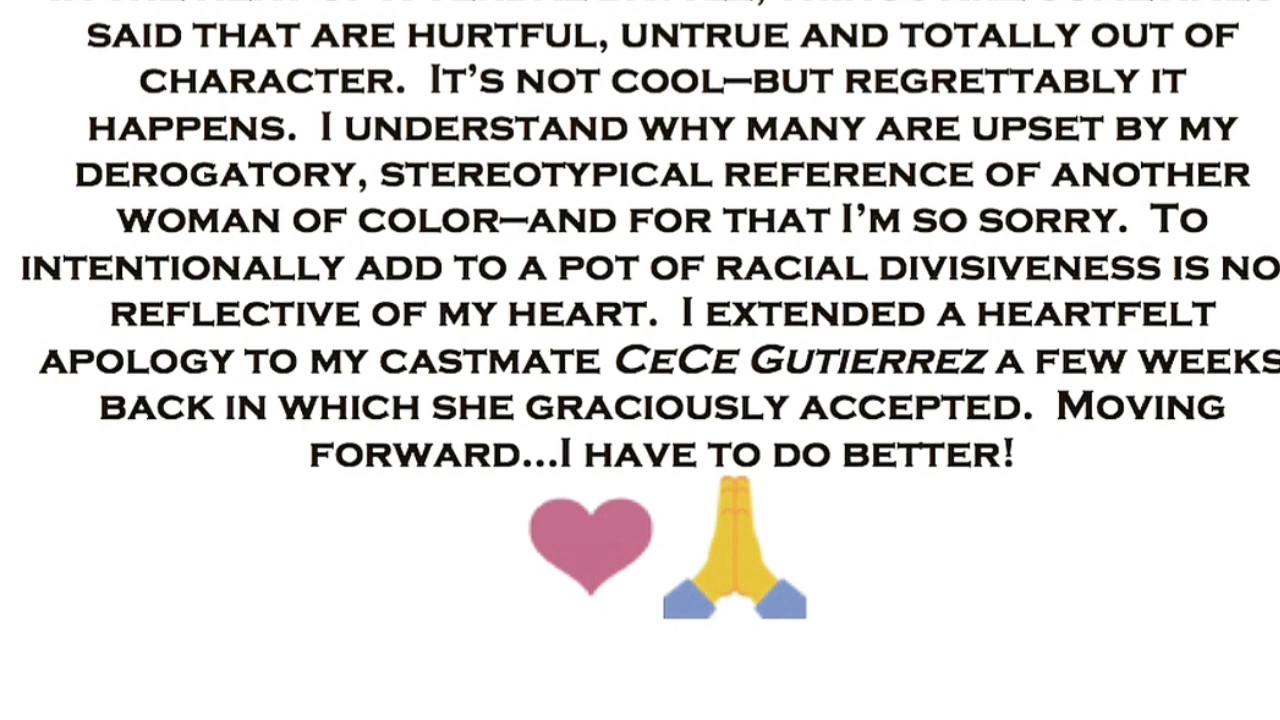 SAID THAT ARE HURTFUL, UNTRUE AND TOTALLY OUT OF
CHARACTER. IT'S NOT COOL—BUT REGRETTABLY IT
HAPPENS. I UNDERSTAND WHY MANY ARE UPSET BY MY
DEROGATORY, STEREOTYPICAL REFERENCE OF ANOTHER
WOMAN OF COLOR—AND FOR THAT I'M SO SORRY. TO
INTENTIONALLY ADD TO A POT OF RACIAL DIVISIVENESS IS NO
REFLECTIVE OF MY HEART. I EXTENDED A HEARTFELT
APOLOGY TO MY CASTMATE CECE GUTIERREZ A FEW WEEKS
BACK IN WHICH SHE GRACIOUSLY ACCEPTED. MOVING
FORWARD...I HAVE TO DO BETTER!